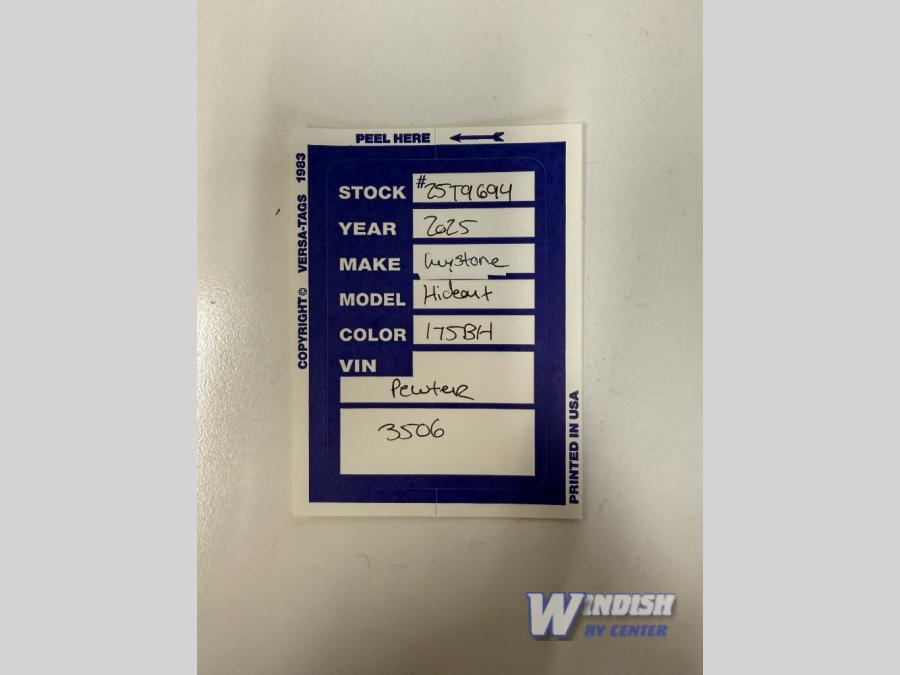 PEEL HERE
COPYRIGHT © VERSA-TAGS 1983
STOCK #25T9694
YEAR 2025
MAKE Keystone
MODEL Hideout
COLOR 175BH
VIN
Pewter
3506
PRINTED IN USA
WINDISH
RV CENTER